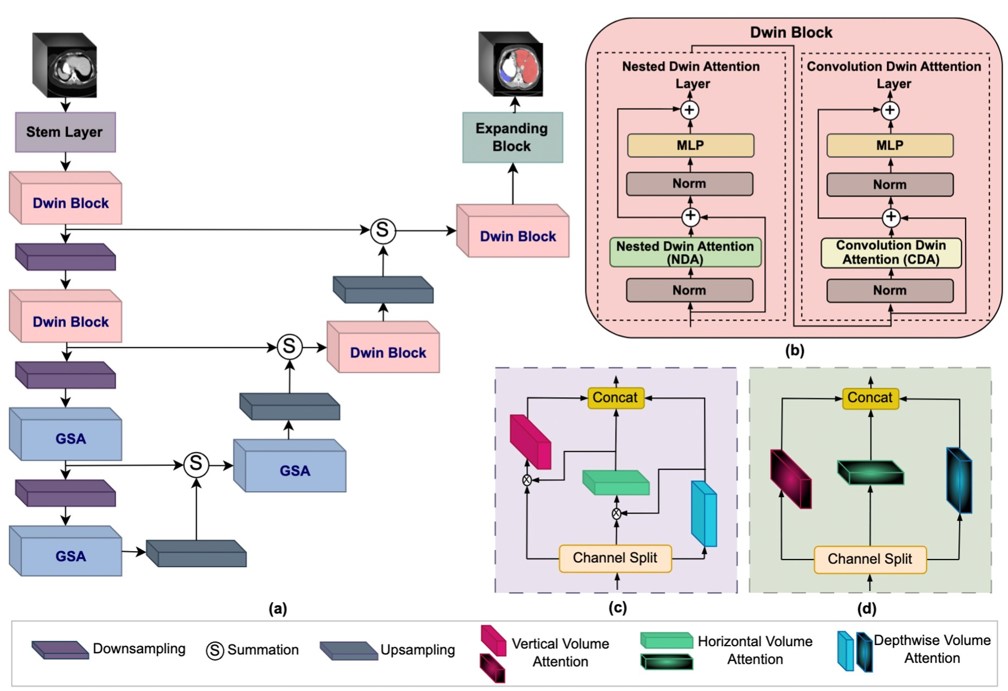 Stem Layer
Dwin Block
Dwin Block
GSA
GSA
S
GSA
S
Dwin Block
S
Dwin Block
Expanding
Block
(a)
Dwin Block
Nested Dwin Attention
Layer
+
MLP
Norm
+
Nested Dwin Attention
(NDA)
Norm
Convolution Dwin Atttention
Layer
+
MLP
Norm
+
Convolution Dwin
Attention (CDA)
Norm
(b)
Concat
Channel Split
(c)
Concat
Channel Split
(d)
Downsampling
S Summation
Upsampling
Vertical Volume
Attention
Horizontal Volume
Attention
Depthwise Volume
Attention